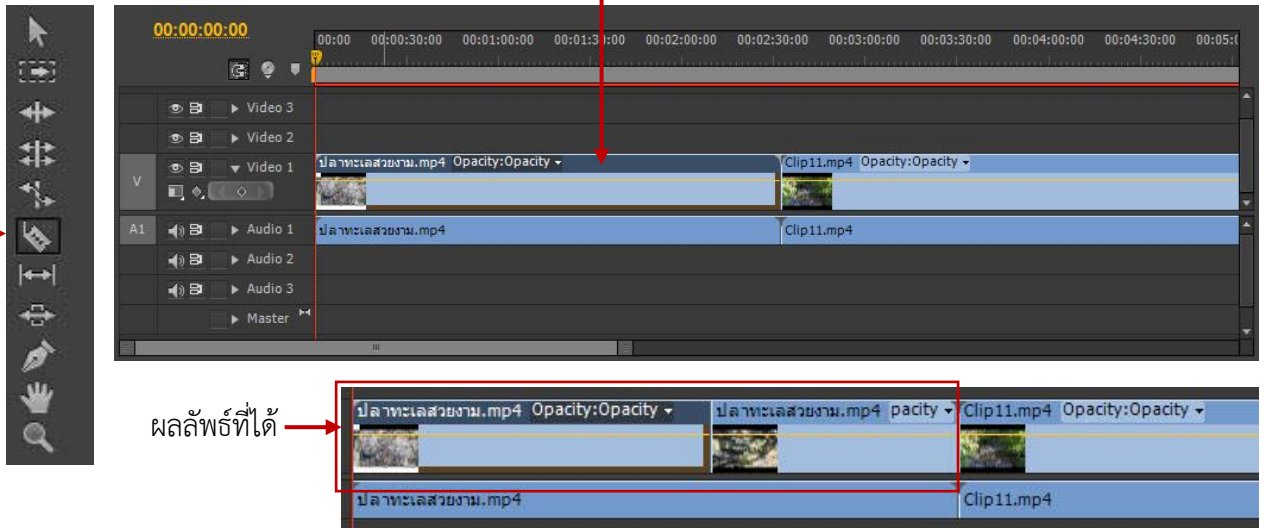 00:00:00:00
00:00 00:00:30:00 00:01:00:00 00:01:30:00 00:02:00:00 00:02:30:00 00:03:00:00 00:03:30:00 00:04:00:00 00:04:30:00 00:05:0
Video 3
Video 2
V Video 1 ปลาทะเลสวยงาม.mp4 Opacity:Opacity Clip11.mp4 Opacity:Opacity
A1 Audio 1 ปลาทะเลสวยงาม.mp4 Clip11.mp4
Audio 2
Audio 3
Master
ผลลัพธ์ที่ได้
ปลาทะเลสวยงาม.mp4 Opacity:Opacity ปลาทะเลสวยงาม.mp4 pacity Clip11.mp4 Opacity:Opacity
ปลาทะเลสวยงาม.mp4 Clip11.mp4